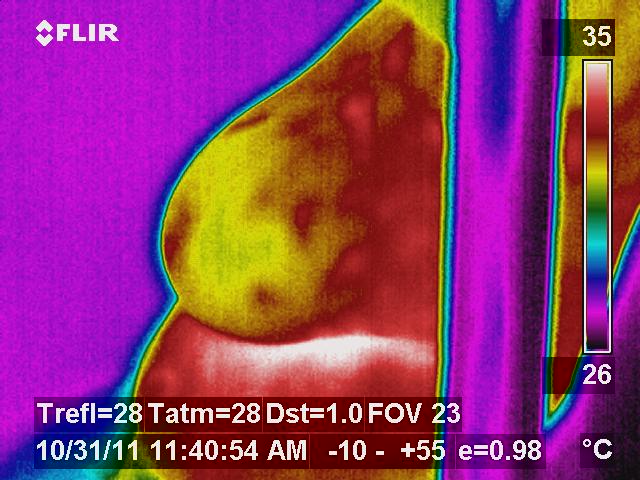 FLIR
35
26
Trefl=28 Tatm=28 Dst=1.0 FOV 23
10/31/11 11:40:54 AM -10 - +55 e=0.98 °C